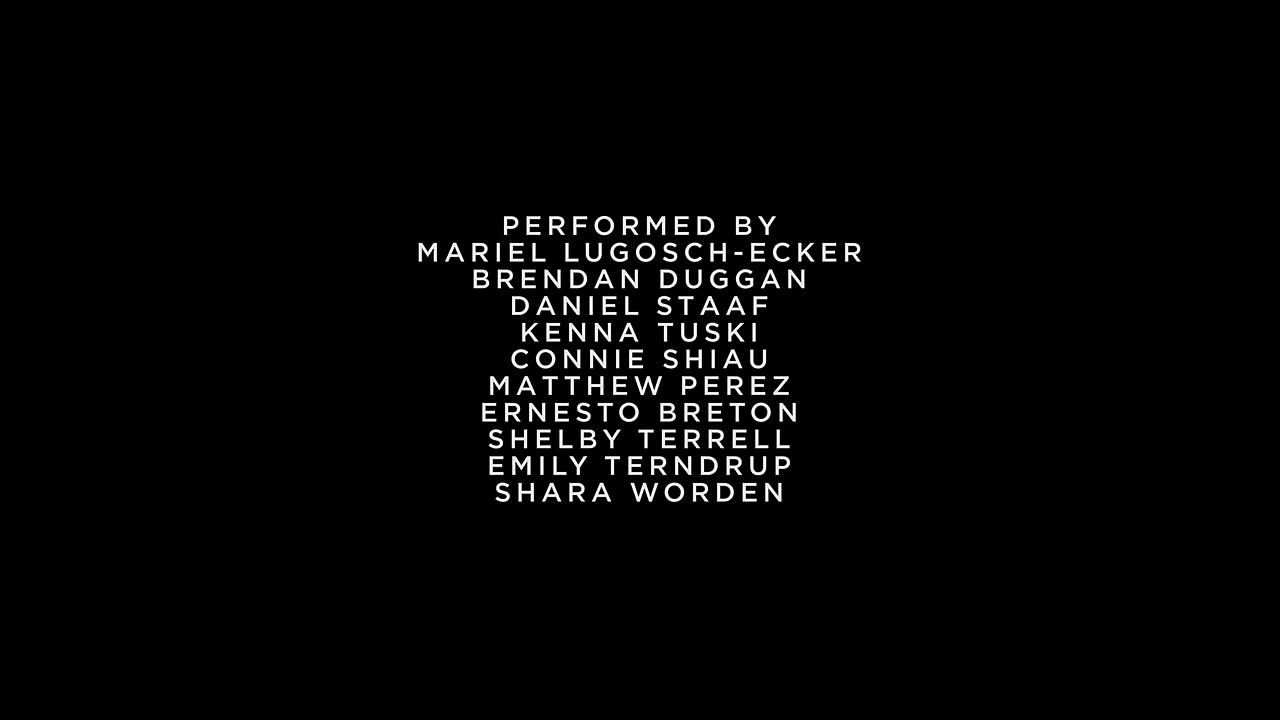 PERFORMED BY
MARIEL LUGOSCH-ECKER
BRENDAN DUGGAN
DANIEL STAAF
KENNA TUSKI
CONNIE SHIAU
MATTHEW PEREZ
ERNESTO BRETON
SHELBY TERRELL
EMILY TERNDRUP
SHARA WORDEN